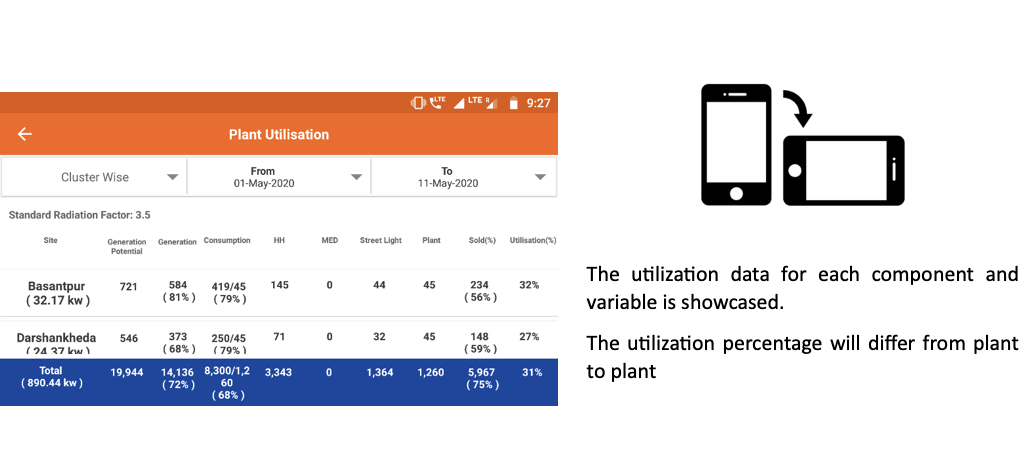 LTE LTE R 9:27
Plant Utilisation
Cluster Wise From 01-May-2020 To 11-May-2020
Standard Radiation Factor: 3.5
Site Generation Potential Generation Consumption HH MED Street Light Plant Sold(%) Utilisation(%)
Basantpur 721 584 419/45 145 0 44 45 234 32%
( 32.17 kw ) ( 81% ) ( 79% ) ( 56% )
Darshankheda 546 373 250/45 71 0 32 45 148 27%
( 24.37 kw ) ( 68% ) ( 79% ) ( 59% )
Total 19,944 14,136 8,300/1,2 3,343 0 1,364 1,260 5,967 31%
( 890.44 kw ) ( 72% ) 60 ( 75% )
( 68% )
The utilization data for each component and
variable is showcased.
The utilization percentage will differ from plant
to plant